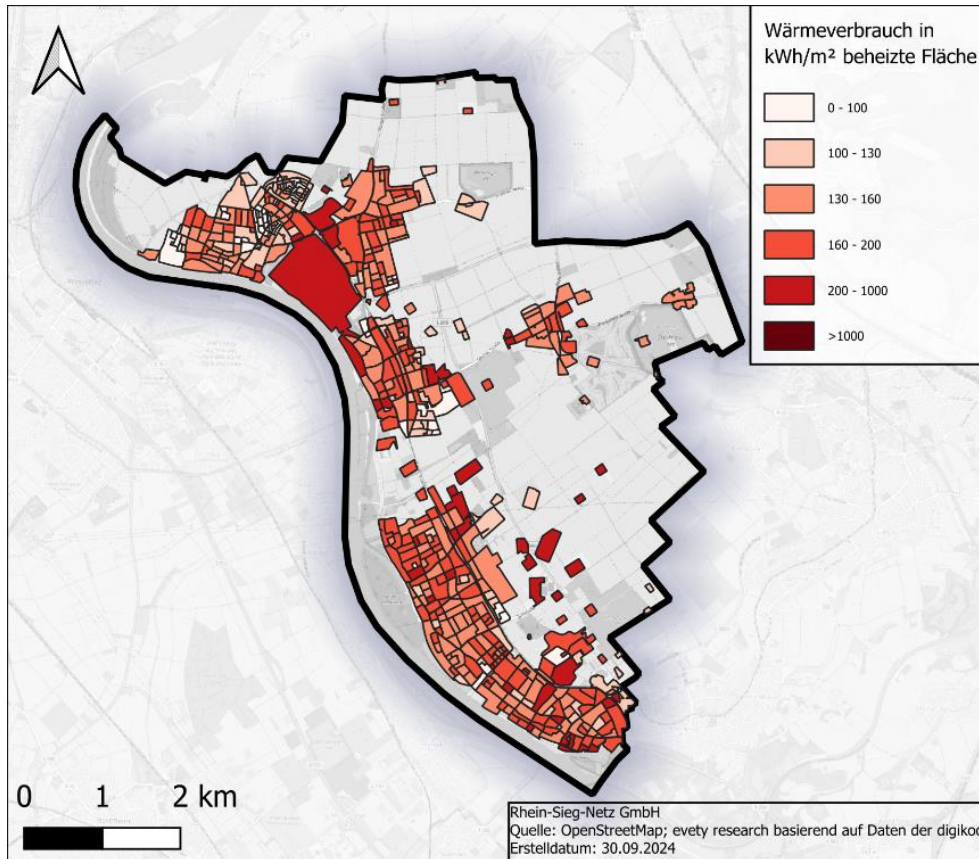 Wärmeverbrauch in
kWh/m² beheizte Fläche
0 - 100
100 - 130
130 - 160
160 - 200
200 - 1000
>1000
0 1 2 km
Rhein-Sieg-Netz GmbH
Quelle: OpenStreetMap; evety research basierend auf Daten der digikoo
Erstelldatum: 30.09.2024